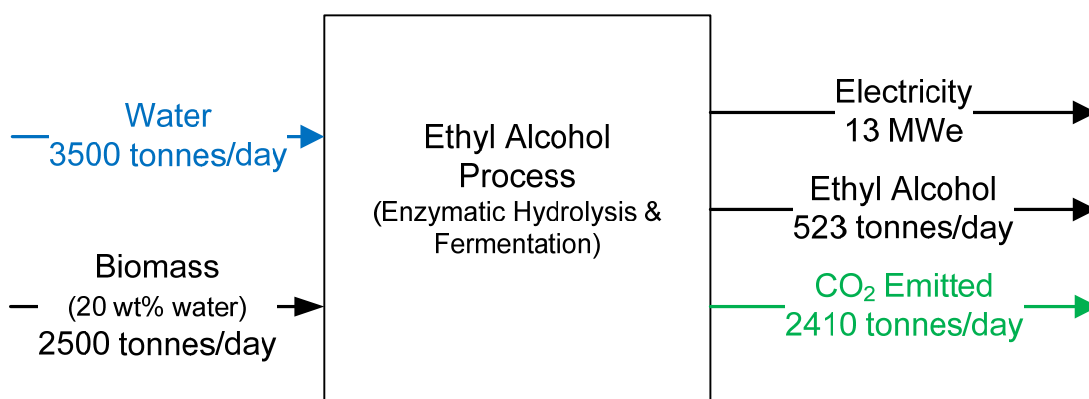 Water
3500 tonnes/day
Biomass
(20 wt% water)
2500 tonnes/day
Ethyl Alcohol
Process
(Enzymatic Hydrolysis &
Fermentation)
Electricity
13 MWe
Ethyl Alcohol
523 tonnes/day
CO₂ Emitted
2410 tonnes/day